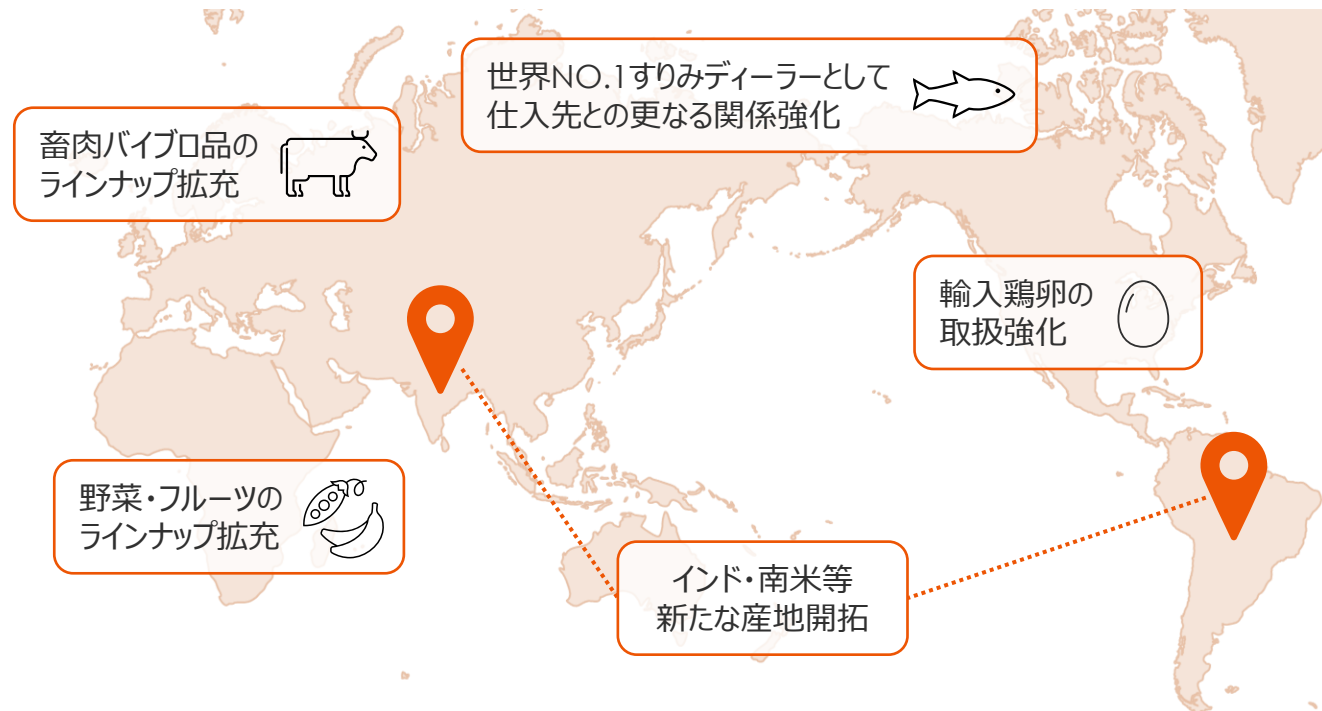 世界NO.1すりみディーラーとして
仕入先との更なる関係強化
畜肉バイブロ品の
ラインナップ拡充
輸入鶏卵の
取扱強化
野菜・フルーツの
ラインナップ拡充
インド・南米等
新たな産地開拓